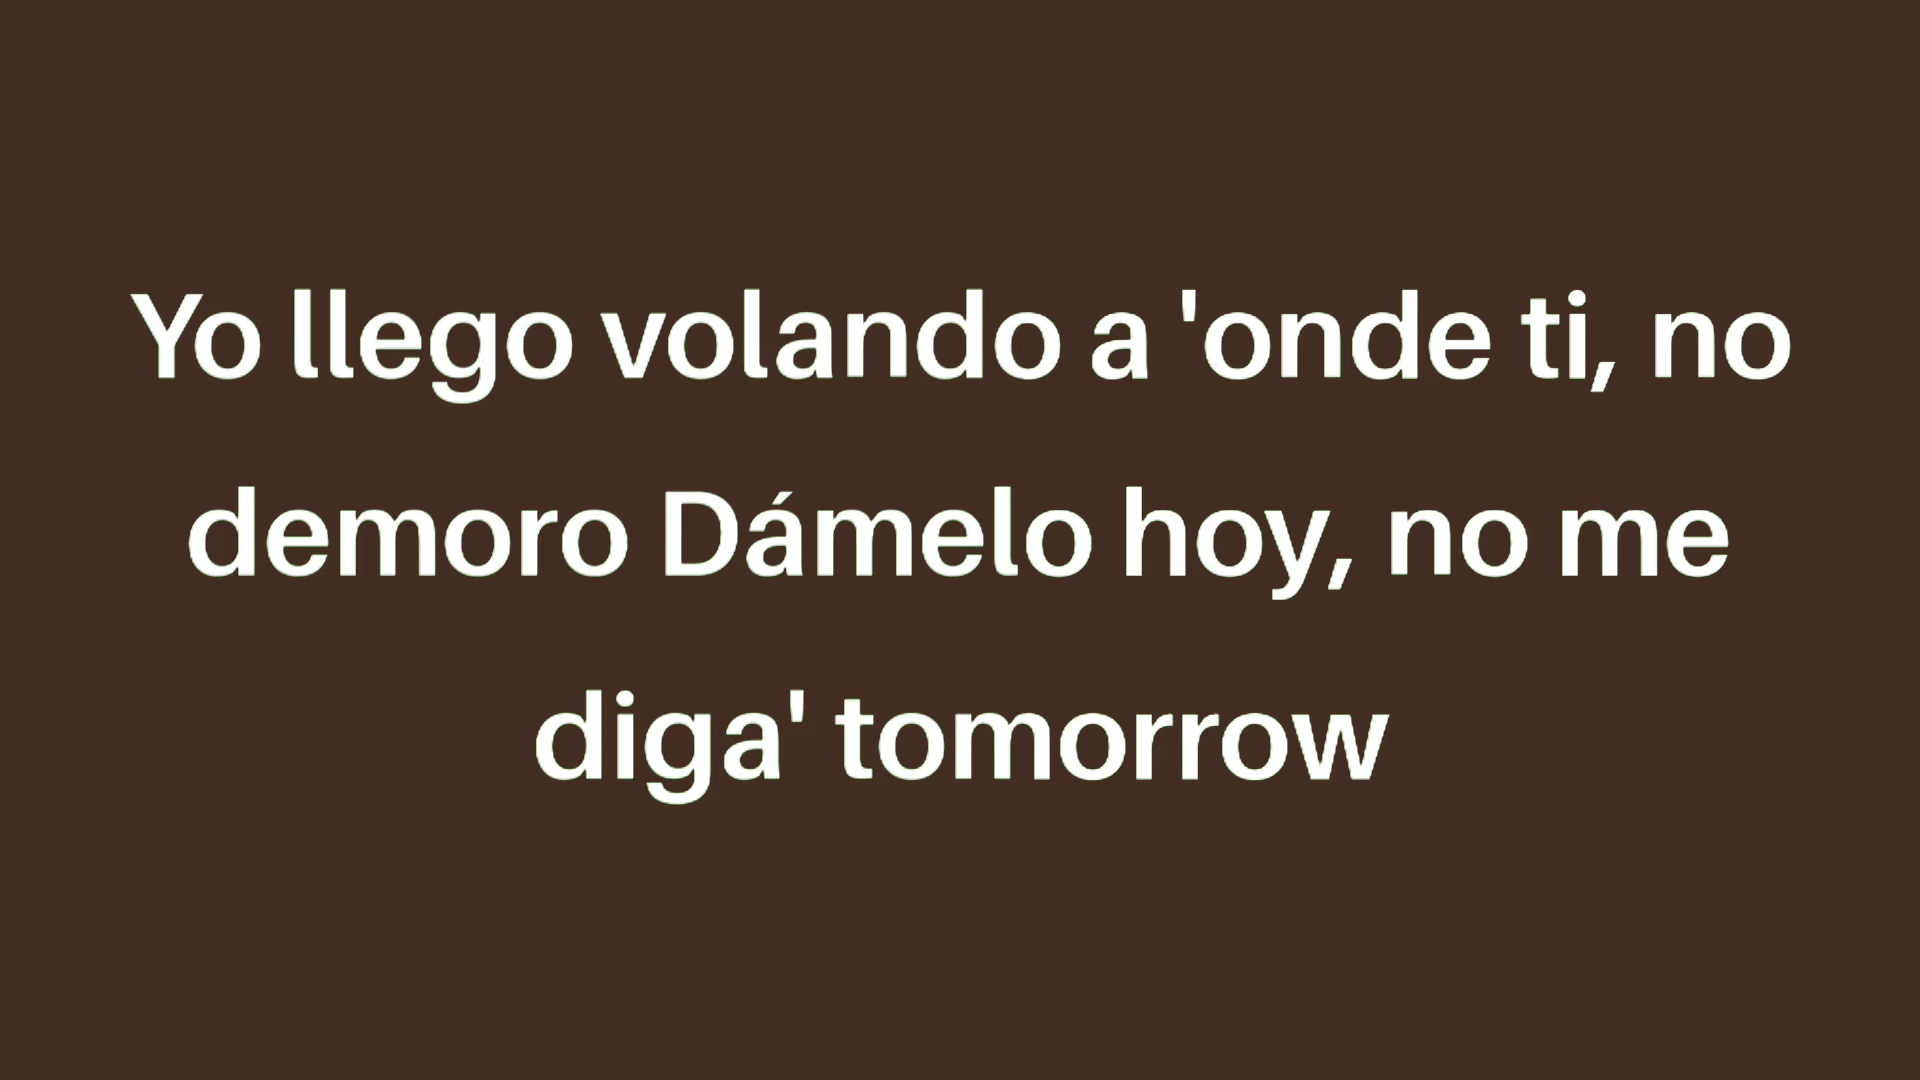 Yo llego volando a 'onde ti, no
demoro Dámelo hoy, no me
diga' tomorrow